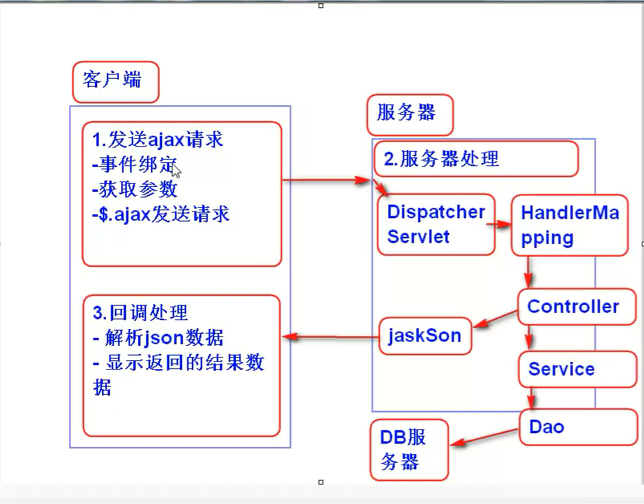 客户端
1.发送ajax请求
-事件绑定
-获取参数
-$.ajax发送请求
3.回调处理
- 解析json数据
- 显示返回的结果数
据
服务器
2.服务器处理
Dispatcher
Servlet
HandlerMa
pping
Controller
jaskSon
Service
Dao
DB服
务器